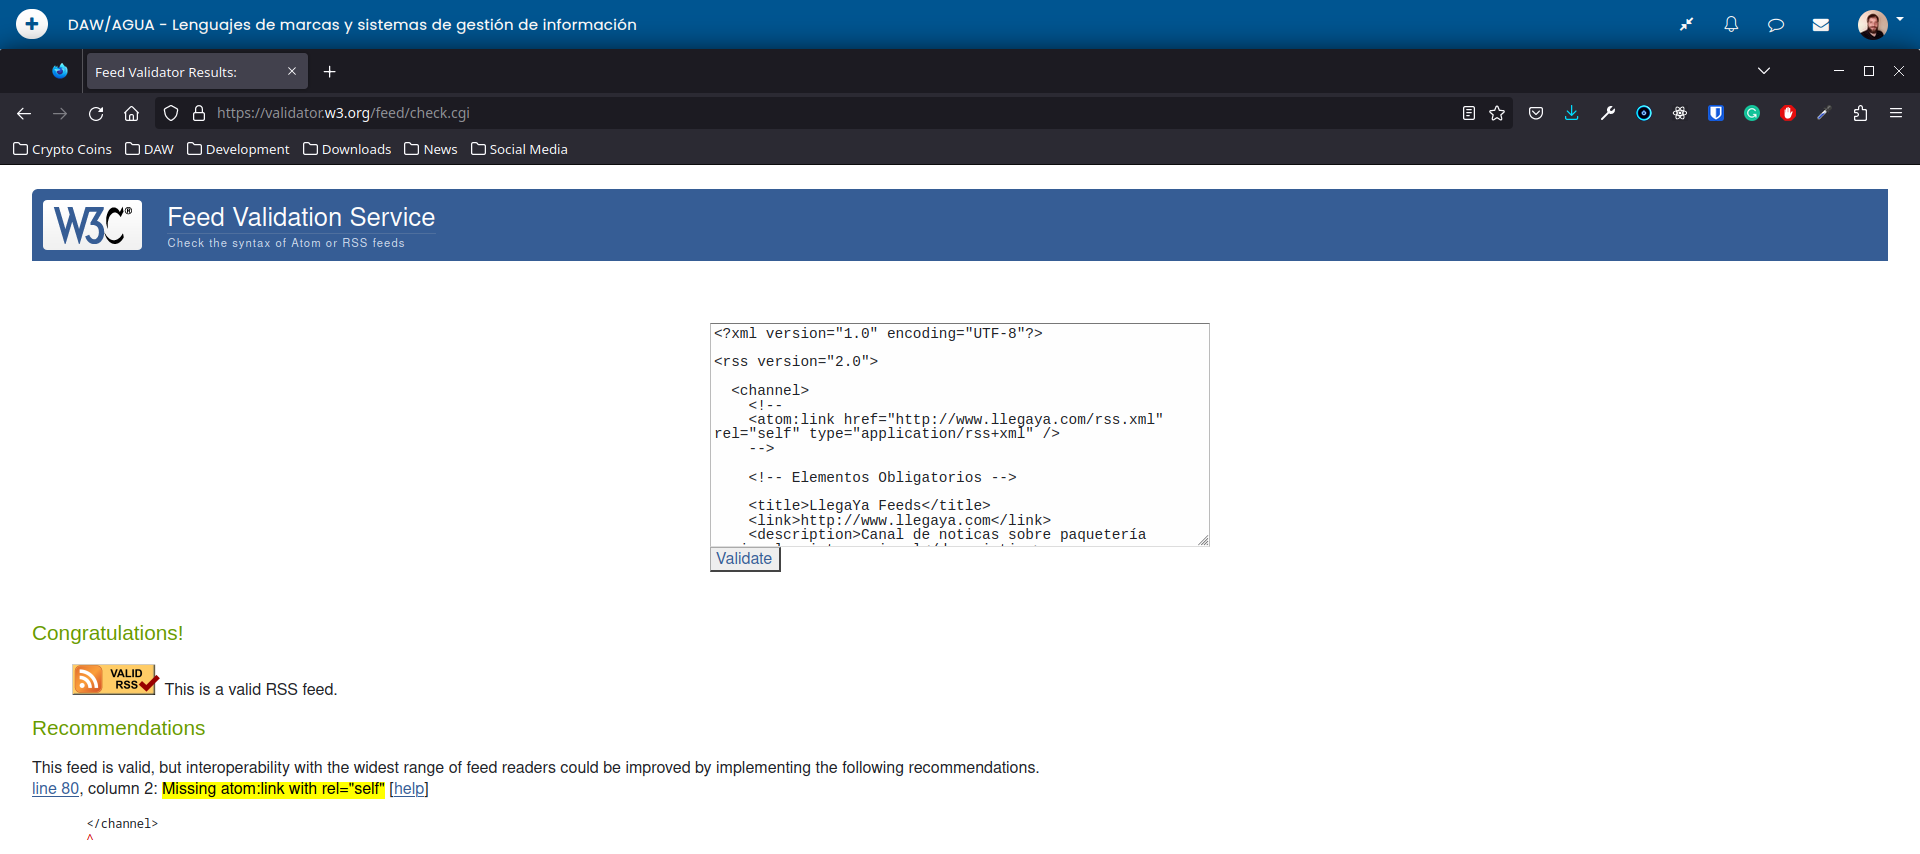 DAW/AGUA - Lenguajes de marcas y sistemas de gestión de información
Feed Validator Results:
https://validator.w3.org/feed/check.cgi
Crypto Coins DAW Development Downloads News Social Media
W3C®
Feed Validation Service
Check the syntax of Atom or RSS feeds
<?xml version="1.0" encoding="UTF-8"?>
<rss version="2.0">
<channel>
<!--
<atom:link href="http://www.llegaya.com/rss.xml"
rel="self" type="application/rss+xml" />
-->
<!-- Elementos Obligatorios -->
<title>LlegaYa Feeds</title>
<link>http://www.llegaya.com</link>
<description>Canal de noticas sobre paquetería
Validate
Congratulations!
VALID
RSS
This is a valid RSS feed.
Recommendations
This feed is valid, but interoperability with the widest range of feed readers could be improved by implementing the following recommendations.
line 80, column 2: Missing atom:link with rel="self" [help]
</channel>
^